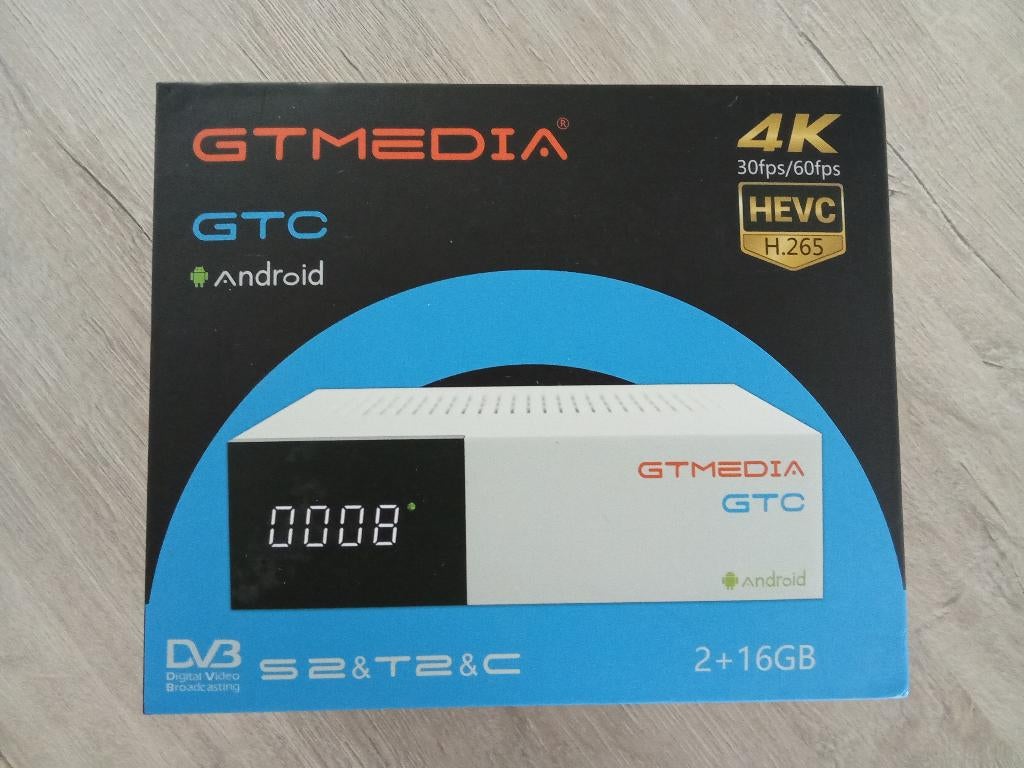 GTMEDIA®
GTC
Android
4K
30fps/60fps
HEVC
H.265
0008
GTMEDIA
GTC
Android
DVB
Digital Video
Broadcasting
S2&T2&C
2+16GB